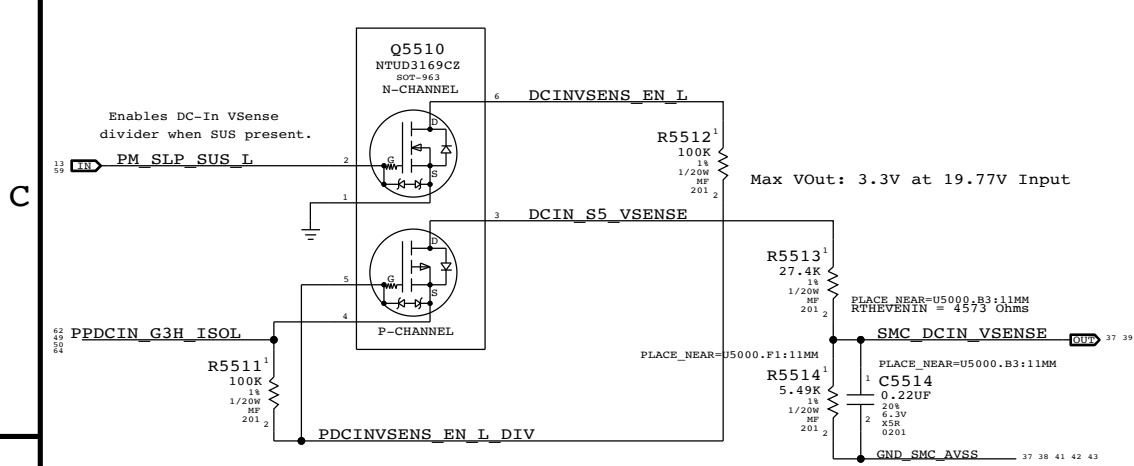 Q5510
NTUD3169CZ
SOT-963
N-CHANNEL
6
DCINVSENS_EN_L
Enables DC-In VSense
divider when SUS present.
D
R5512
1
100K
1%
1/20W
MF
201
2
13
59
IN
PM_SLP_SUS_L
2
G
S
Max VOut: 3.3V at 19.77V Input
C
1
3
DCIN_S5_VSENSE
D
R5513
1
27.4K
1%
1/20W
MF
201
2
5
G
S
PLACE_NEAR=U5000.B3:11MM
RTHEVENIN = 4573 Ohms
4
62
49
50
64
PPDCIN_G3H_ISOL
P-CHANNEL
SMC_DCIN_VSENSE
OUT
37 39
PLACE_NEAR=U5000.F1:11MM
PLACE_NEAR=U5000.B3:11MM
R5511
1
100K
1%
1/20W
MF
201
2
R5514
1
5.49K
1%
1/20W
MF
201
2
1
C5514
0.22UF
20%
6.3V
X5R
0201
2
PDCINVSENS_EN_L_DIV
GND_SMC_AVSS
37 38 41 42 43